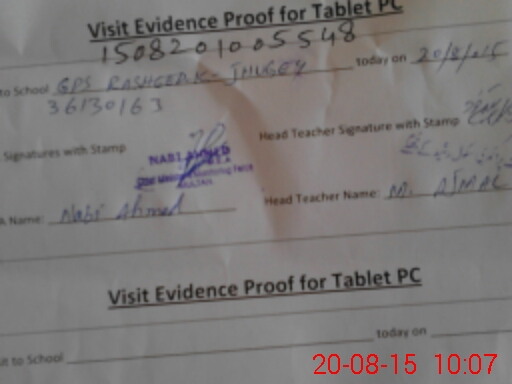 Visit Evidence Proof for Tablet PC
1508201005548
to School GPS today on 20/8/15
36130163
Signatures with Stamp Head Teacher Signature with Stamp
NABI AHMED
MULTAN
A Name: Nabi Ahmed Head Teacher Name: M. AJMAL
Visit Evidence Proof for Tablet PC
it to School today on
20-08-15 10:07